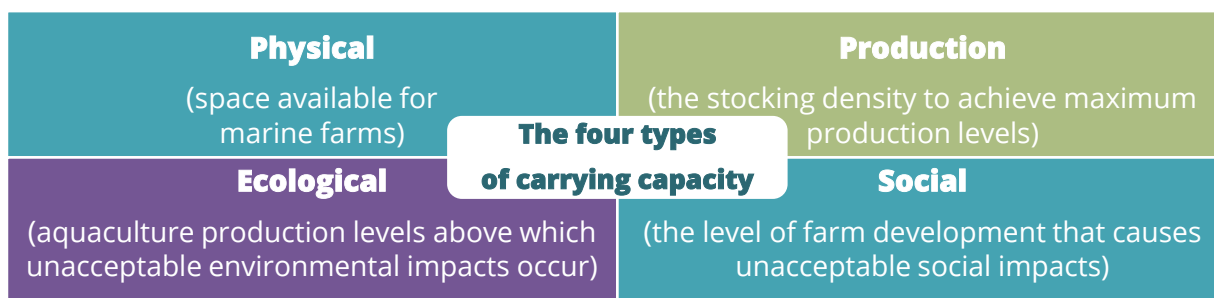 Physical
(space available for
marine farms)
Production
(the stocking density to achieve maximum
production levels)
The four types
of carrying capacity
Ecological
(aquaculture production levels above which
unacceptable environmental impacts occur)
Social
(the level of farm development that causes
unacceptable social impacts)